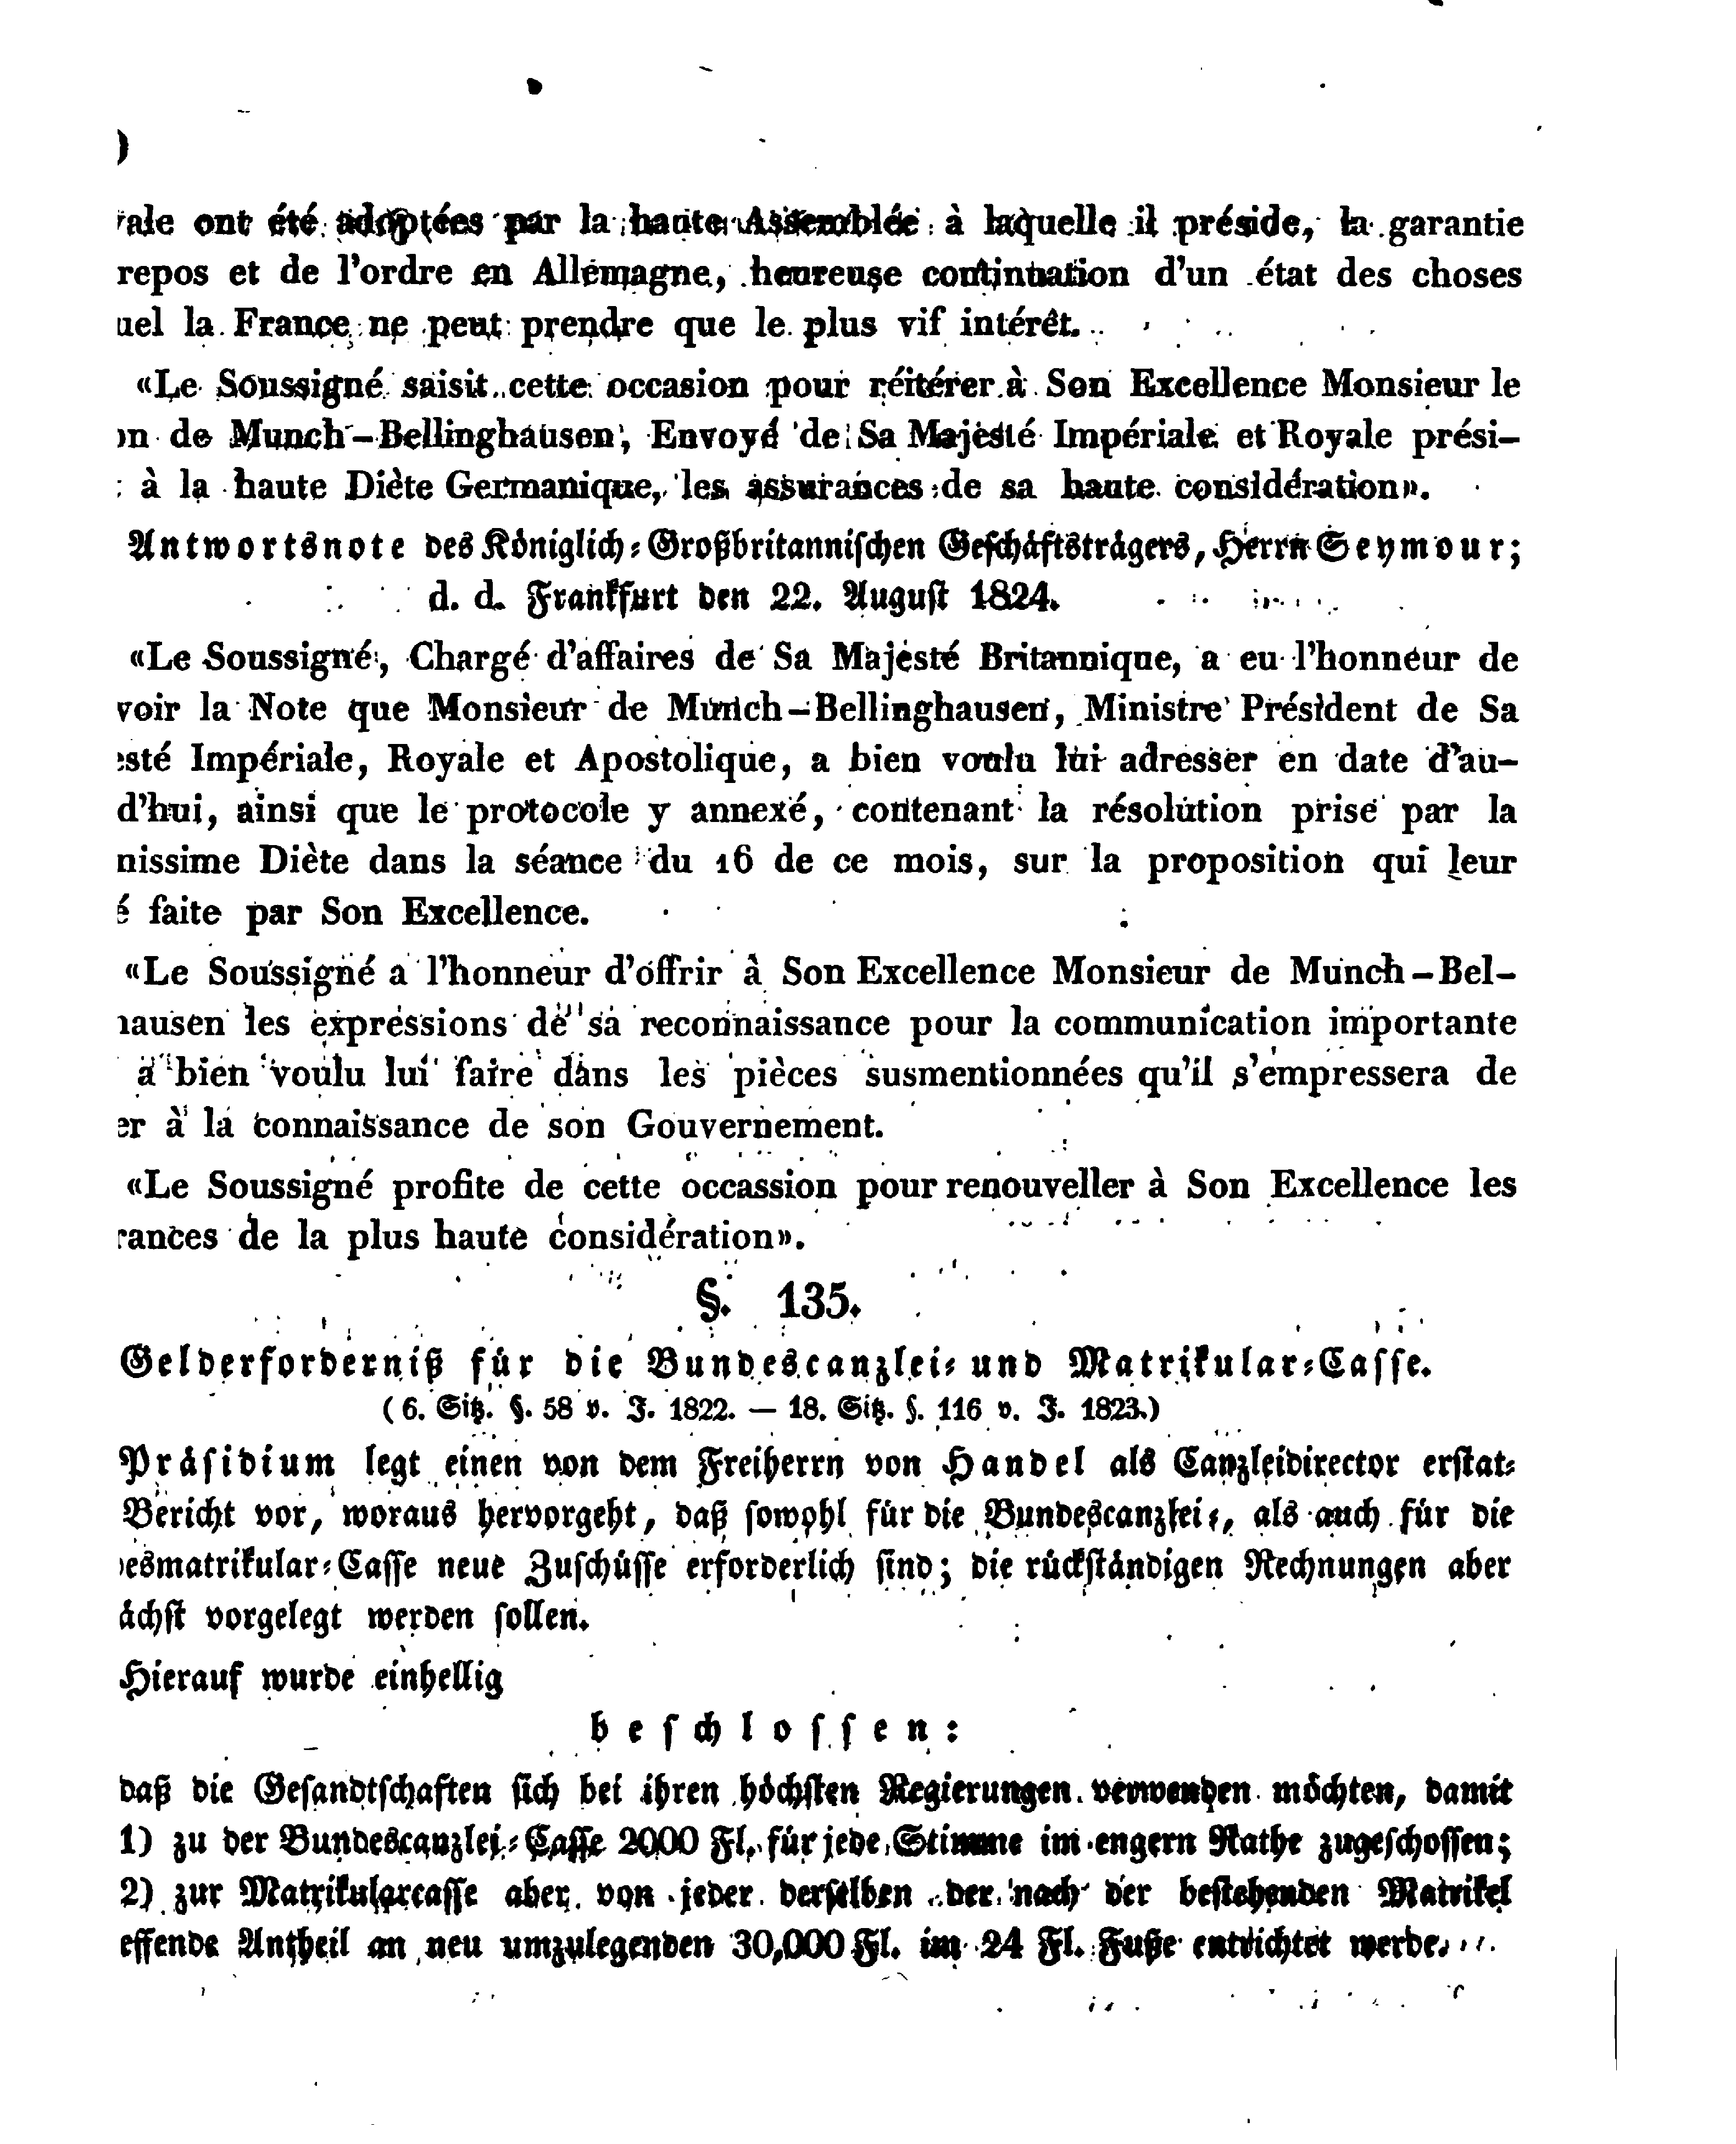 )
ale ont été adoptées par la haute Assemblée à laquelle il préside, la garantie
repos et de l'ordre en Allemagne, heureuse continuation d'un état des choses
uel la France ne peut prendre que le plus vif intérêt.
«Le Soussigné saisit cette occasion pour réitérer à Son Excellence Monsieur le
n de Munch-Bellinghausen, Envoyé de Sa Majesté Impériale et Royale prési-
à la haute Diète Germanique, les assurances de sa haute considération».
Antwortsnote des Königlich-Großbritannischen Geschäftsträgers, Herrn Seymour;
d. d. Frankfurt den 22. August 1824.
«Le Soussigné, Chargé d'affaires de Sa Majesté Britannique, a eu l'honneur de
voir la Note que Monsieur de Munch-Bellinghausen, Ministre Président de Sa
esté Impériale, Royale et Apostolique, a bien voulu lui adresser en date d'au-
d'hui, ainsi que le protocole y annexé, contenant la résolution prise par la
nissime Diète dans la séance du 16 de ce mois, sur la proposition qui leur
é faite par Son Excellence.
«Le Soussigné a l'honneur d'offrir à Son Excellence Monsieur de Munch-Bel-
hausen les expressions de sa reconnaissance pour la communication importante
a bien voulu lui faire dans les pièces susmentionnées qu'il s'empressera de
er à la connaissance de son Gouvernement.
«Le Soussigné profite de cette occassion pour renouveller à Son Excellence les
rances de la plus haute considération».
§. 135.
Gelderforderniß für die Bundescanzlei- und Matrikular-Casse.
(6. Sitz. §. 58 v. J. 1822. — 18. Sitz. §. 116 v. J. 1823.)
Präsidium legt einen von dem Freiherrn von Handel als Canzleidirector erstat-
Bericht vor, woraus hervorgeht, daß sowohl für die Bundescanzlei-, als auch für die
desmatrikular-Casse neue Zuschüsse erforderlich sind; die rückständigen Rechnungen aber
ächst vorgelegt werden sollen.
Hierauf wurde einhellig
beschlossen:
daß die Gesandtschaften sich bei ihren höchsten Regierungen verwenden möchten, damit
1) zu der Bundescanzlei-Casse 2000 Fl. für jede Stimme im engern Rathe zugeschossen;
2) zur Matrikularcasse aber von jeder derselben der nach der bestehenden Matrikel
effende Antheil an neu umzulegenden 30,000 Fl. im 24 Fl. Fuße entrichtet werde.